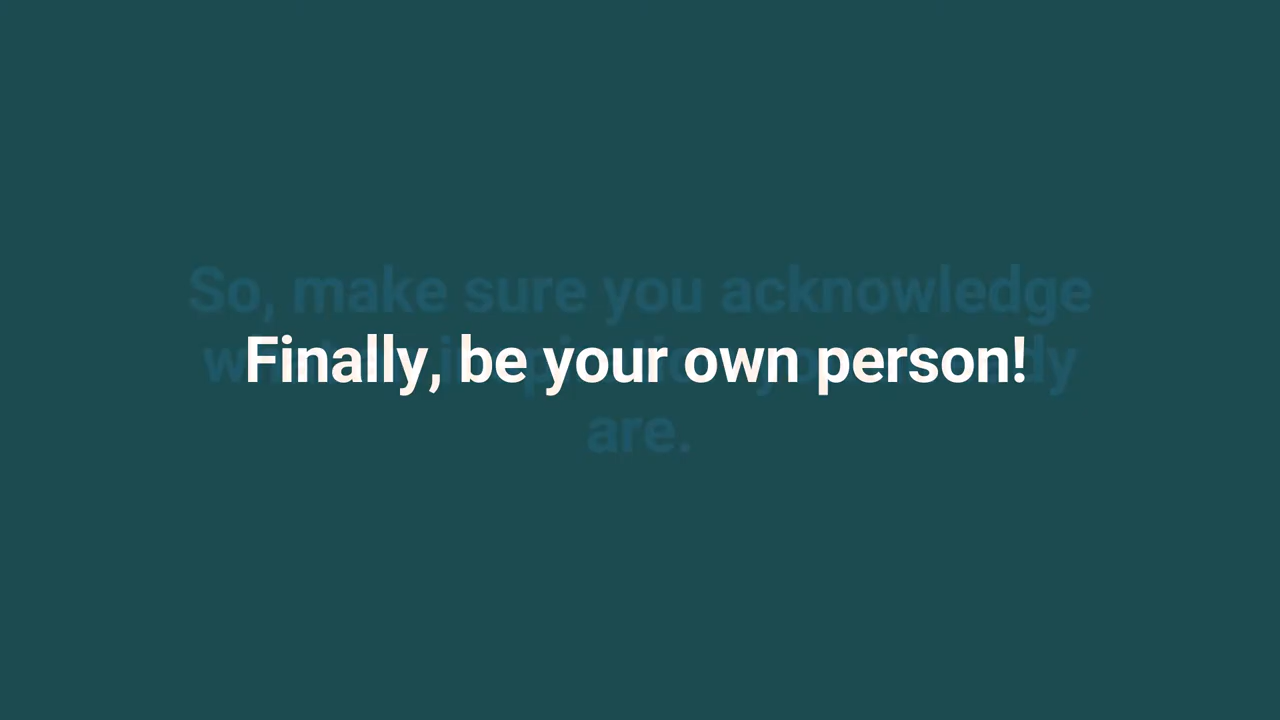 So, make sure you acknowledge
Finally, be your own person!
are.